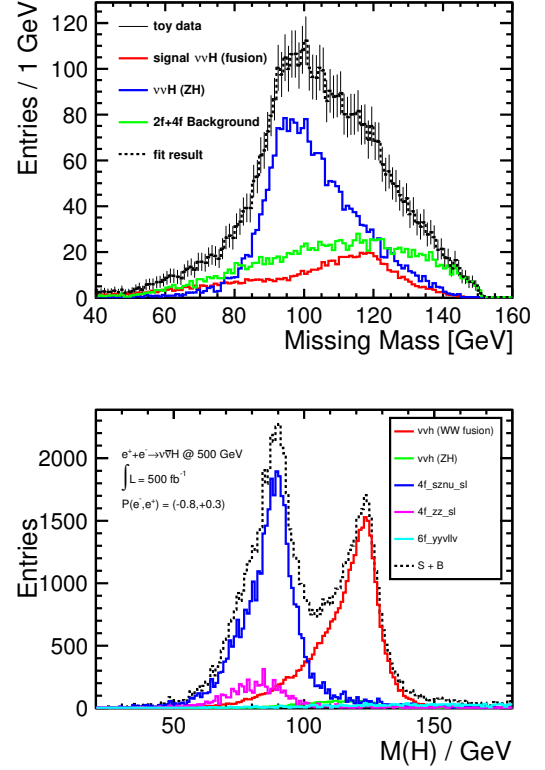 Entries / 1 GeV
120
100
80
60
40
20
0
toy data
signal ννH (fusion)
ννH (ZH)
2f+4f Background
fit result
40 60 80 100 120 140 160
Missing Mass [GeV]
Entries
2000
1500
1000
500
0
e⁺+e⁻→νν̅H @ 500 GeV
∫L = 500 fb⁻¹
P(e⁻,e⁺) = (-0.8,+0.3)
ννh (WW fusion)
ννh (ZH)
4f_sznu_sl
4f_zz_sl
6f_yyvllv
S + B
50 100 150
M(H) / GeV